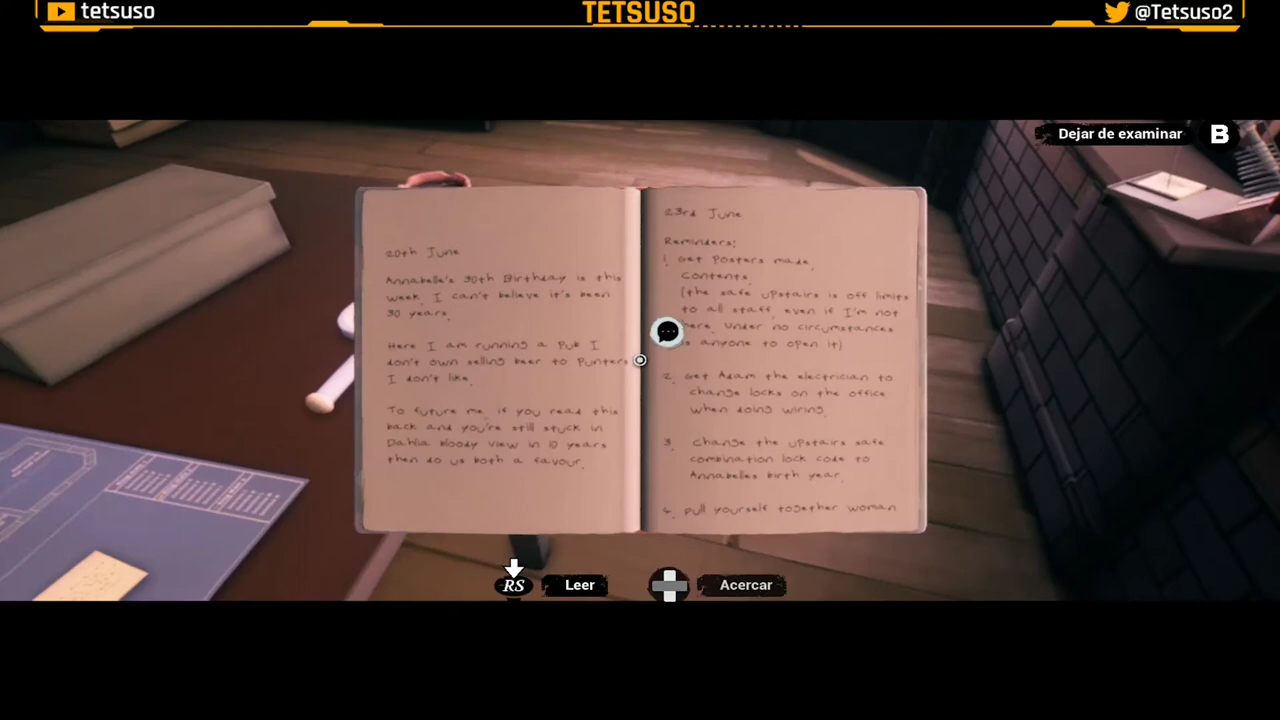 tetsuso
TETSUSO
@Tetsuso2
Dejar de examinar B
20th June
Annabelle's 30th Birthday is this
week. I can't believe it's been
30 years.
Here I am running a pub I
don't own selling beer to punters
I don't like.
To future me, if you read this
back and you're still stuck in
Dahlia bloody view in 10 years
then do us both a favour.
23rd June
Reminders:
1. Get Posters made.
Contents.
(the safe upstairs is off limits
to all staff, even if I'm not
here. Under no circumstances
is anyone to open it)
2. Get Adam the electrician to
change locks on the office
when doing wiring.
3. Change the upstairs safe
combination lock code to
Annabelles birth year.
4. Pull yourself together woman
RS Leer
Acercar